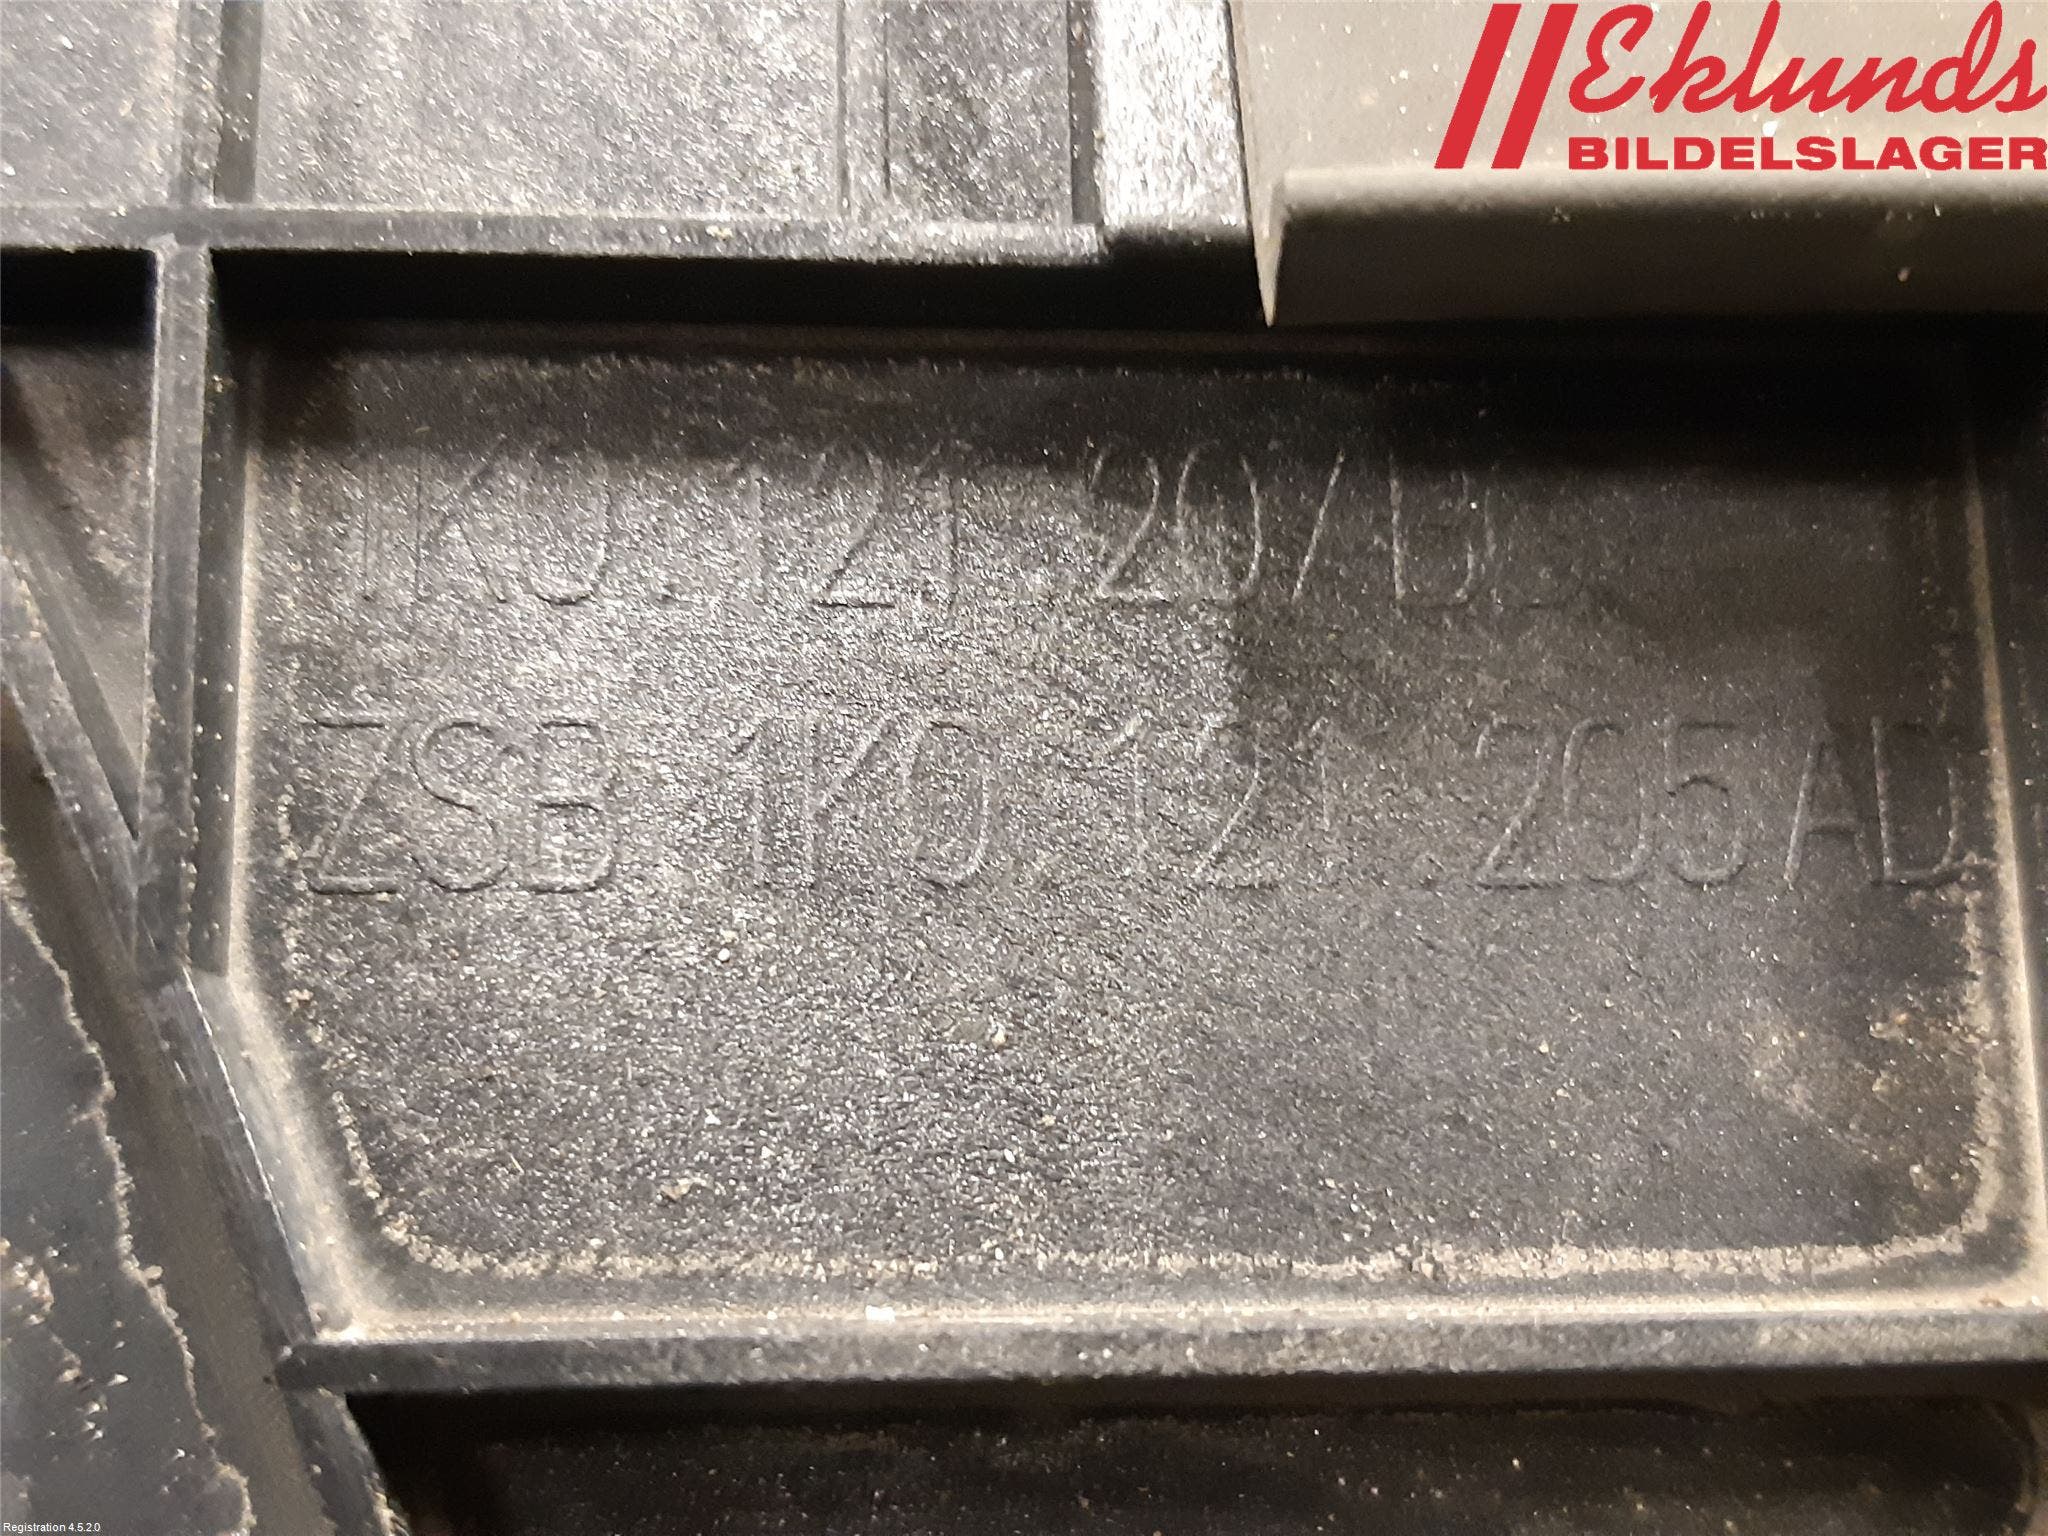 Eklunds
BILDELSLAGER
1K0.121.207
ZSB 1K0.121.205 AD
Registration 4.5.2.0